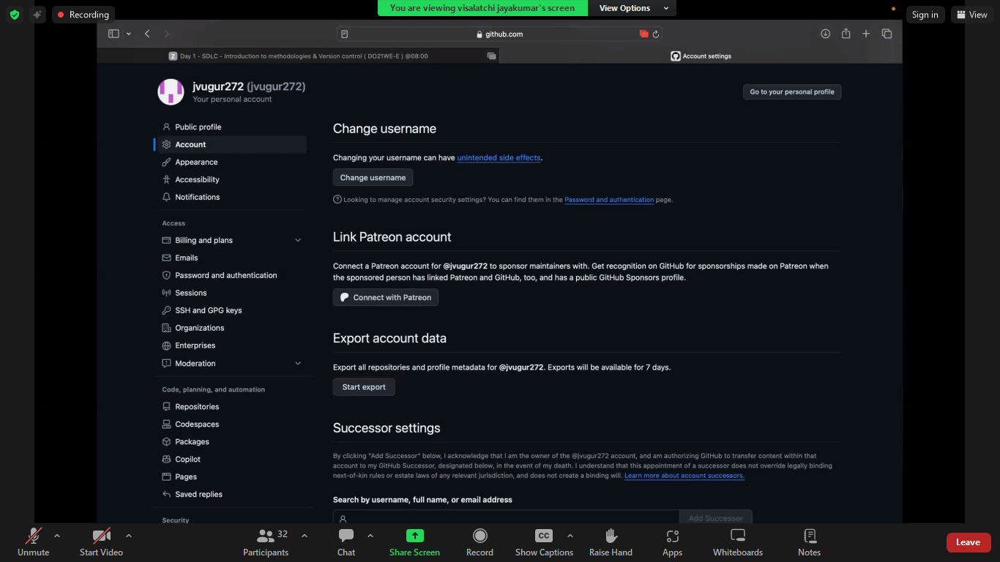 Recording
You are viewing visalatchi jayakumar's screen
View Options
Sign in
View
github.com
Z Day 1 - SDLC - Introduction to methodologies & Version control ( DO21WE-E ) @08:00
Account settings
jvugur272 (jvugur272)
Your personal account
Go to your personal profile
Public profile
Account
Appearance
Accessibility
Notifications
Access
Billing and plans
Emails
Password and authentication
Sessions
SSH and GPG keys
Organizations
Enterprises
Moderation
Code, planning, and automation
Repositories
Codespaces
Packages
Copilot
Pages
Saved replies
Security
Change username
Changing your username can have unintended side effects.
Change username
Looking to manage account security settings? You can find them in the Password and authentication page.
Link Patreon account
Connect a Patreon account for @jvugur272 to sponsor maintainers with. Get recognition on GitHub for sponsorships made on Patreon when
the sponsored person has linked Patreon and GitHub, too, and has a public GitHub Sponsors profile.
Connect with Patreon
Export account data
Export all repositories and profile metadata for @jvugur272. Exports will be available for 7 days.
Start export
Successor settings
By clicking "Add Successor" below, I acknowledge that I am the owner of the @jvugur272 account, and am authorizing GitHub to transfer content within that
account to my GitHub Successor, designated below, in the event of my death. I understand that this appointment of a successor does not override legally binding
next-of-kin rules or estate laws of any relevant jurisdiction, and does not create a binding will. Learn more about account successors.
Search by username, full name, or email address
Add Successor
Unmute
Start Video
Participants
32
Chat
Share Screen
Record
CC
Show Captions
Raise Hand
Apps
Whiteboards
Notes
Leave